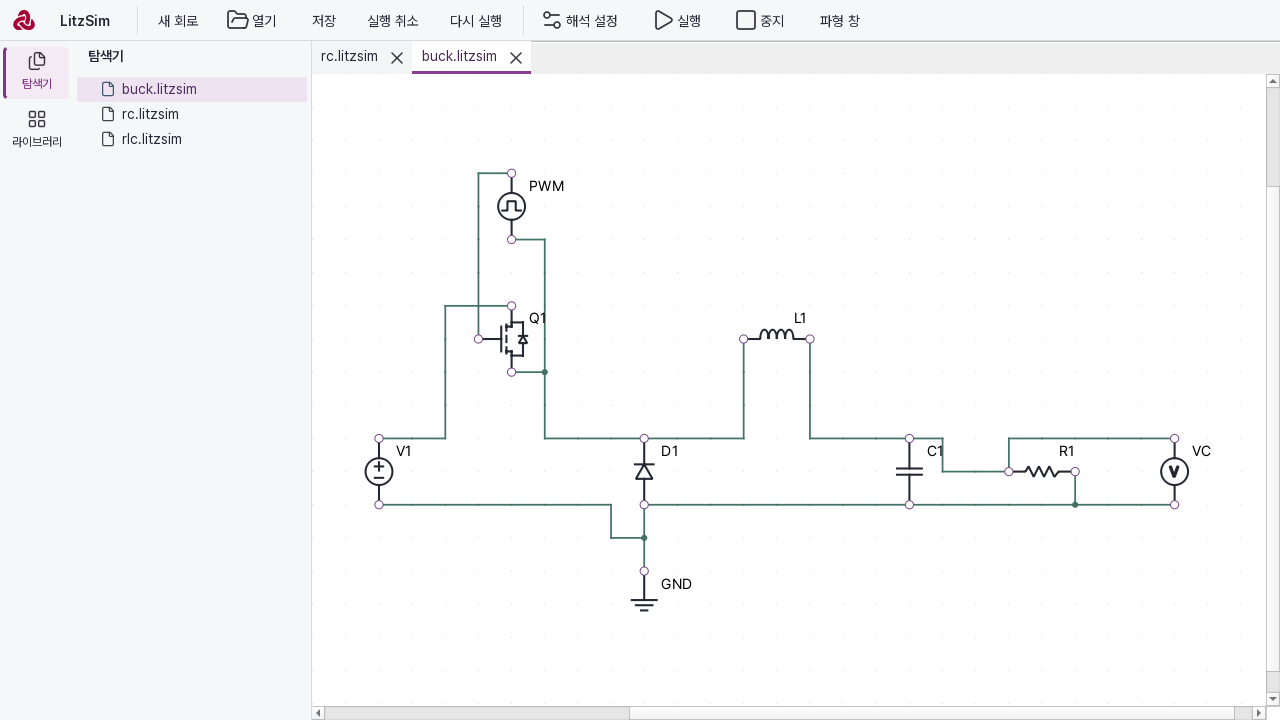 LitzSim 새 회로 열기 저장 실행 취소 다시 실행 해석 설정 실행 중지 파형 창
탐색기
라이브러리
탐색기
buck.litzsim
rc.litzsim
rlc.litzsim
rc.litzsim buck.litzsim
PWM
Q1
L1
V1 D1 C1 R1 VC
GND